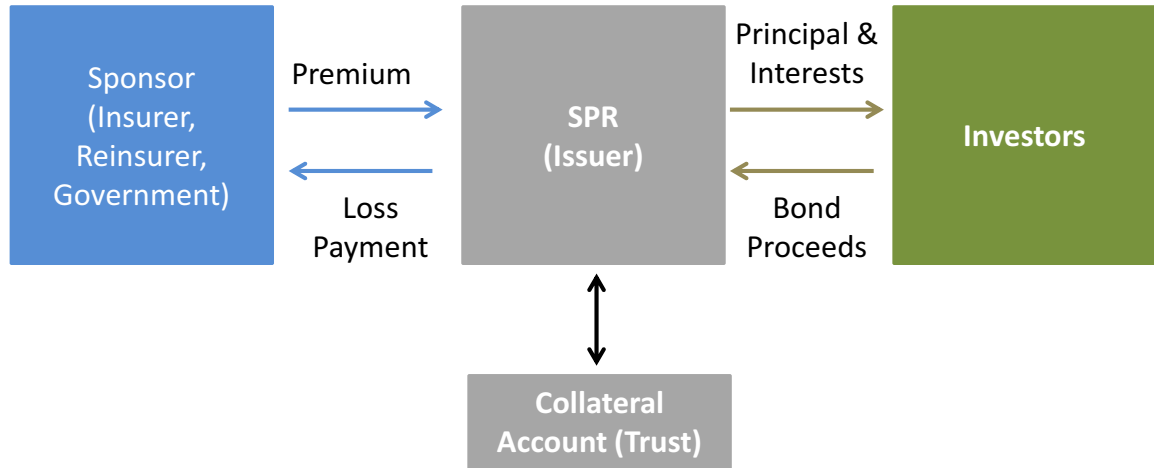 Sponsor
(Insurer,
Reinsurer,
Government)
Premium
Loss
Payment
SPR
(Issuer)
Principal &
Interests
Bond
Proceeds
Investors
Collateral
Account (Trust)